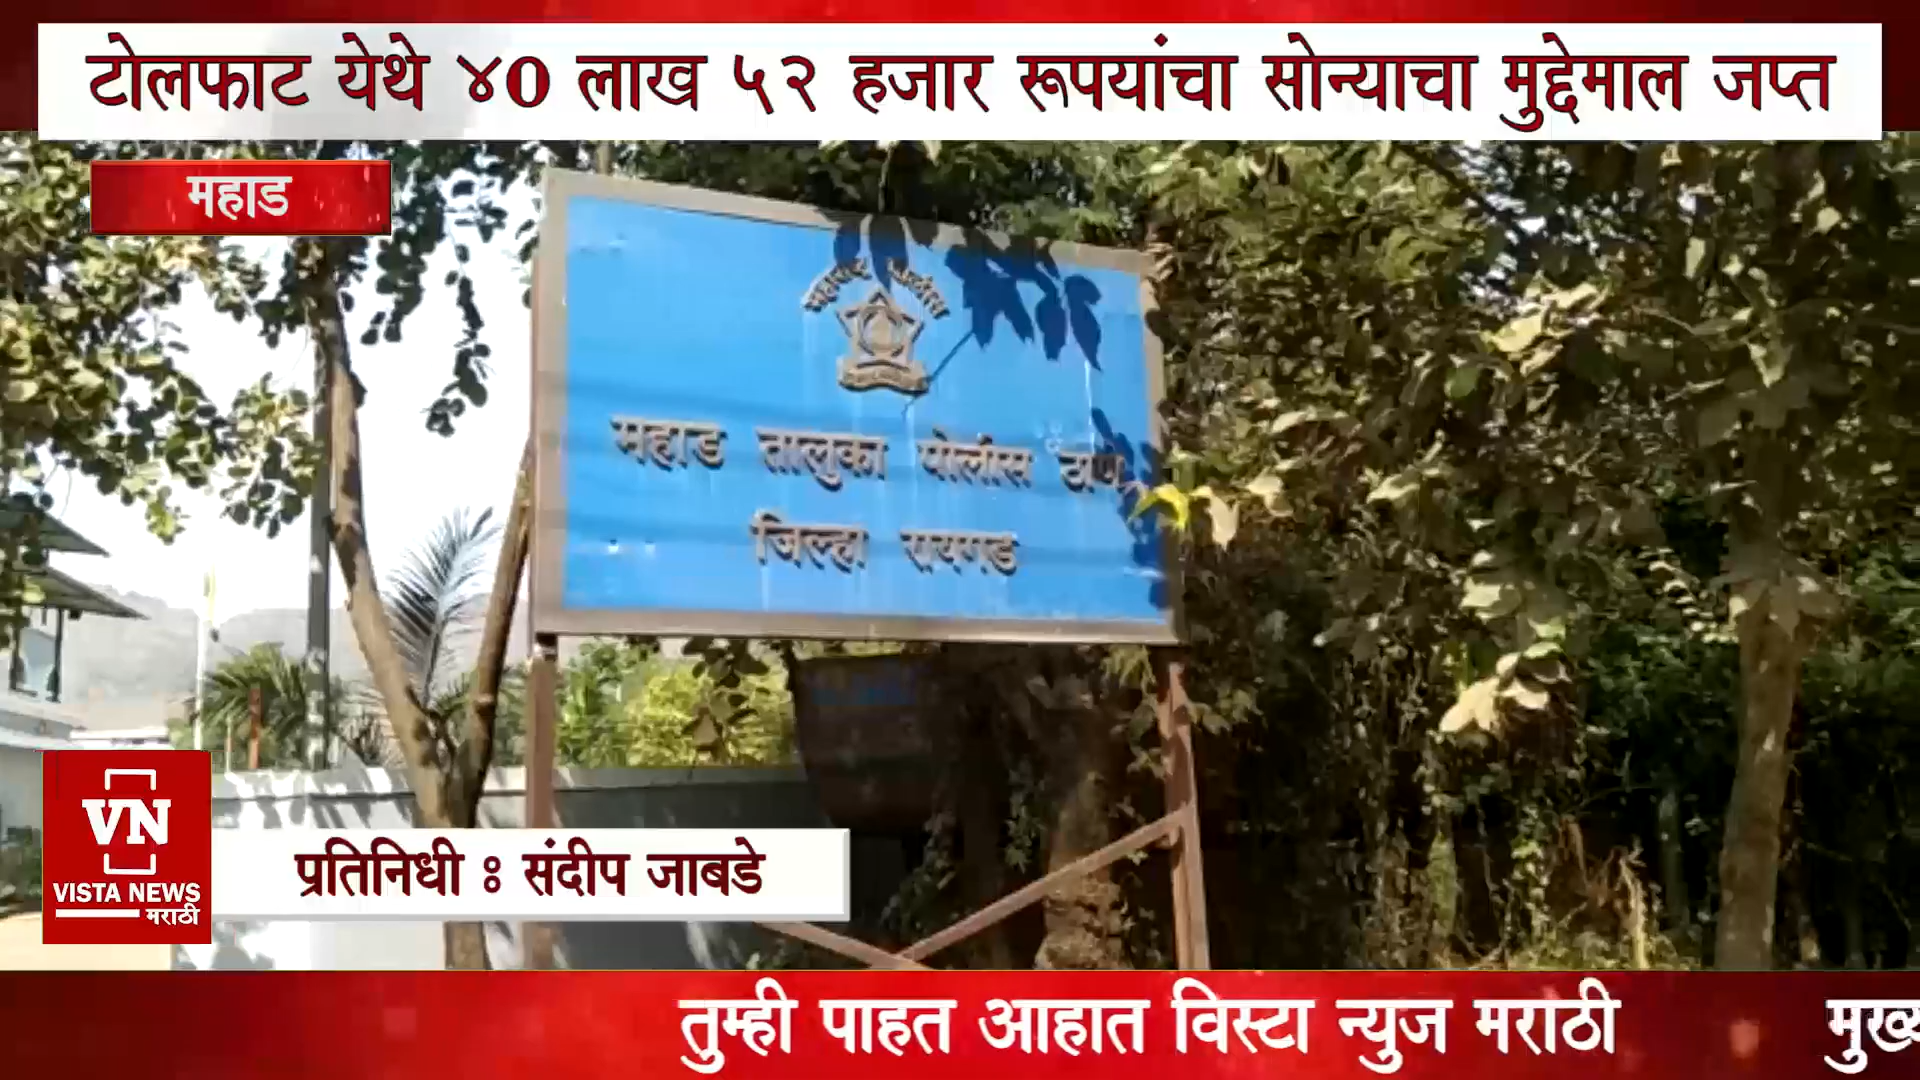 टोलफाट येथे ४० लाख ५२ हजार रूपयांचा सोन्याचा मुद्देमाल जप्त
महाड
महाड तालुका पोलीस ठाणे
जिल्हा रायगड
VN
VISTA NEWS
मराठी
प्रतिनिधी : संदीप जाबडे
तुम्ही पाहत आहात विस्टा न्युज मराठी